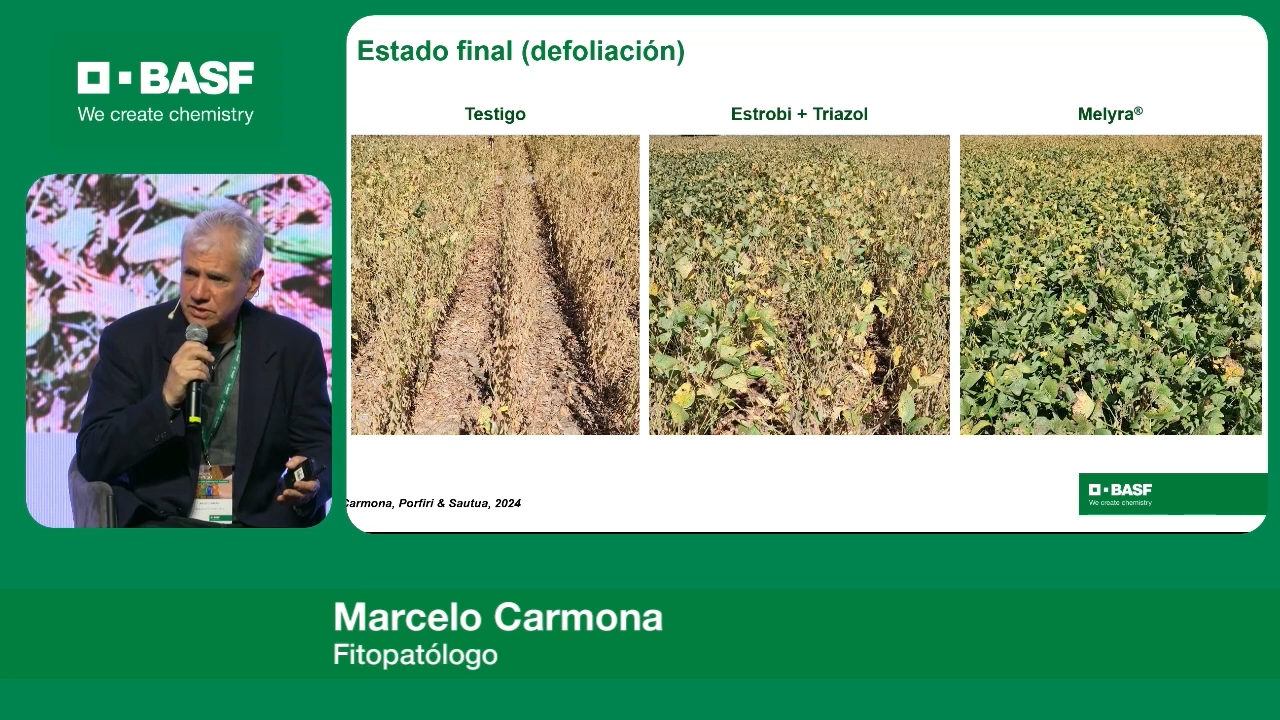 BASF
We create chemistry
Estado final (defoliación)
Testigo
Estrobi + Triazol
Melyra®
Carmona, Porfiri & Sautua, 2024
BASF
We create chemistry
Marcelo Carmona
Fitopatólogo